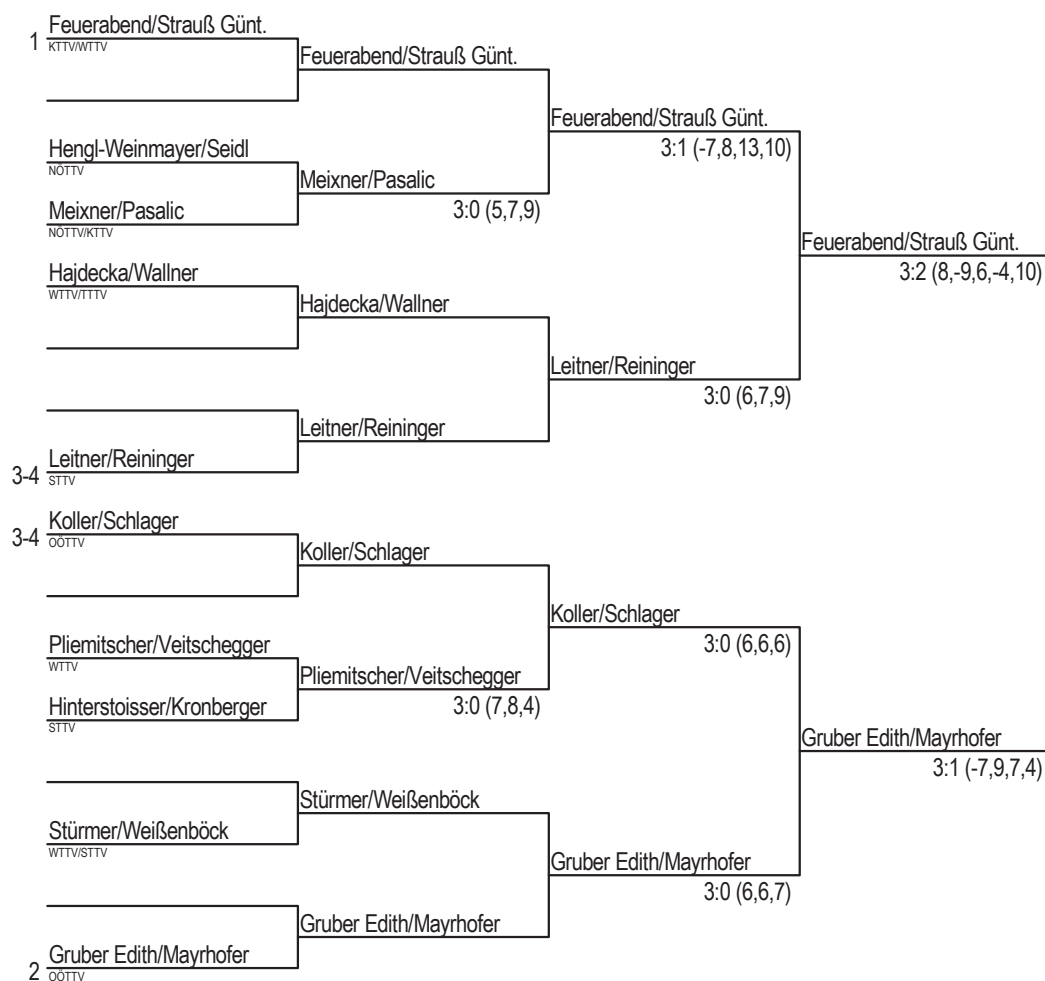 1
Feuerabend/Strauß Günt.
KTTV/WTTV
Hengl-Weinmayer/Seidl
NÖTTV
Meixner/Pasalic
NÖTTV/KTTV
Hajdecka/Wallner
WTTV/TTTV
3-4
Leitner/Reininger
STTV
3-4
Koller/Schlager
OÖTTV
Pliemitscher/Veitschegger
WTTV
Hinterstoisser/Kronberger
STTV
Stürmer/Weißenböck
WTTV/STTV
2
Gruber Edith/Mayrhofer
OÖTTV
Feuerabend/Strauß Günt.
Meixner/Pasalic
3:0 (5,7,9)
Hajdecka/Wallner
Leitner/Reininger
Koller/Schlager
Pliemitscher/Veitschegger
3:0 (7,8,4)
Stürmer/Weißenböck
Gruber Edith/Mayrhofer
Feuerabend/Strauß Günt.
3:1 (-7,8,13,10)
Leitner/Reininger
3:0 (6,7,9)
Koller/Schlager
3:0 (6,6,6)
Gruber Edith/Mayrhofer
3:0 (6,6,7)
Feuerabend/Strauß Günt.
3:2 (8,-9,6,-4,10)
Gruber Edith/Mayrhofer
3:1 (-7,9,7,4)